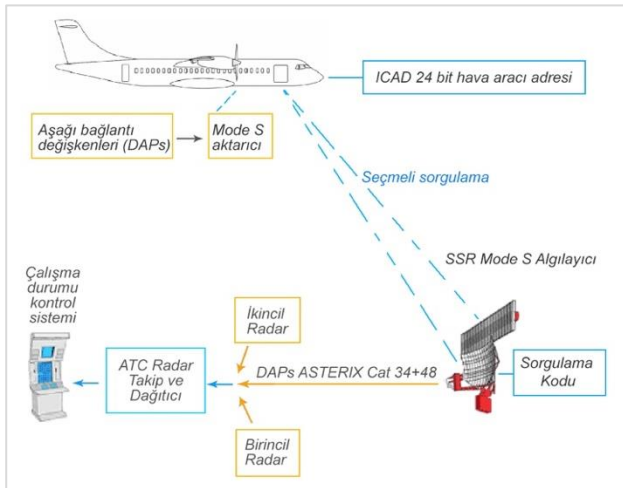 ICAD 24 bit hava aracı adresi
Aşağı bağlantı
değişkenleri (DAPs)
Mode S
aktarıcı
Seçmeli sorgulama
SSR Mode S Algılayıcı
Çalışma
durumu
kontrol
sistemi
İkincil
Radar
ATC Radar
Takip ve
Dağıtıcı
DAPs ASTERIX Cat 34+48
Sorgulama
Kodu
Birincil
Radar